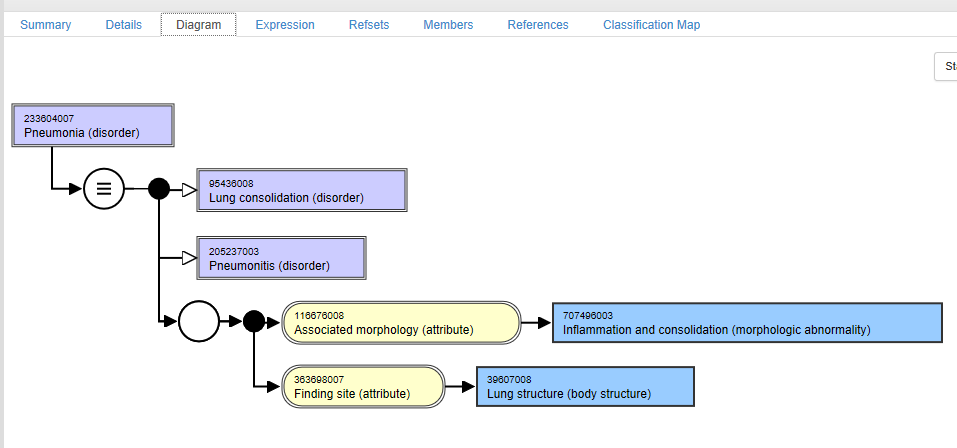 Summary Details Diagram Expression Refsets Members References Classification Map
233604007
Pneumonia (disorder)
95436008
Lung consolidation (disorder)
205237003
Pneumonitis (disorder)
116676008
Associated morphology (attribute)
707496003
Inflammation and consolidation (morphologic abnormality)
363698007
Finding site (attribute)
39607008
Lung structure (body structure)